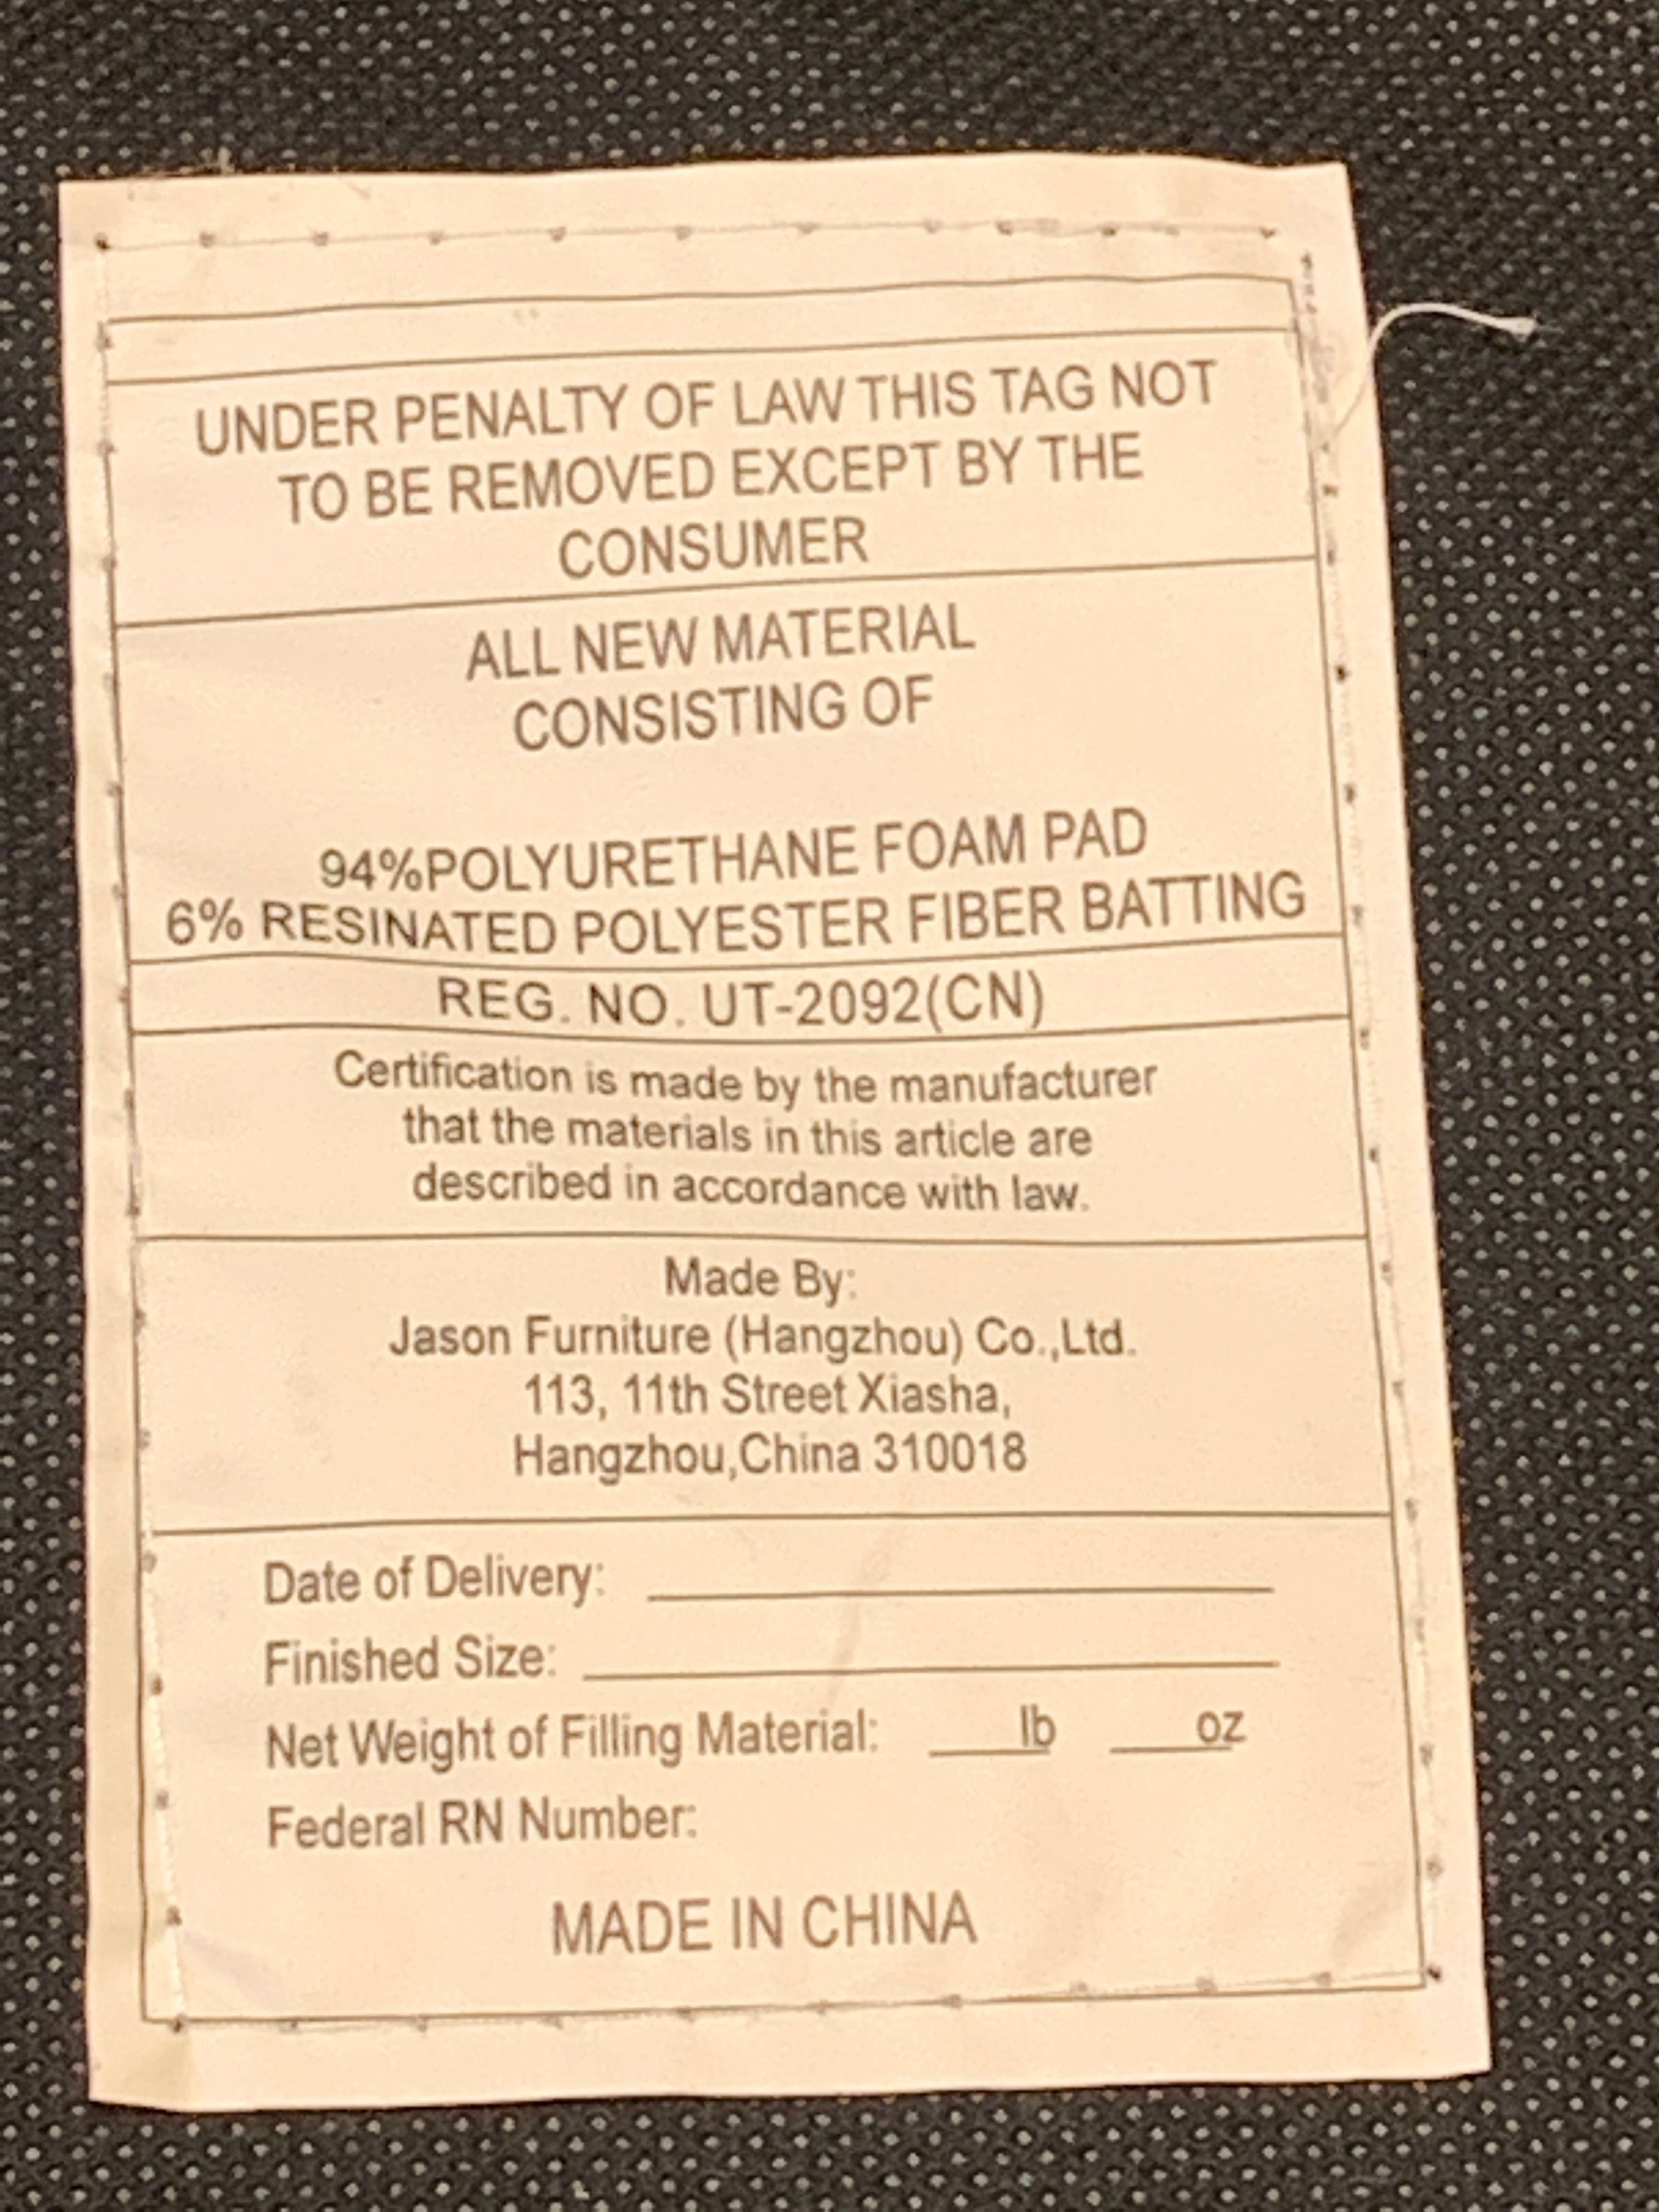 UNDER PENALTY OF LAW THIS TAG NOT
TO BE REMOVED EXCEPT BY THE
CONSUMER
ALL NEW MATERIAL
CONSISTING OF
94%POLYURETHANE FOAM PAD
6% RESINATED POLYESTER FIBER BATTING
REG. NO. UT-2092(CN)
Certification is made by the manufacturer
that the materials in this article are
described in accordance with law.
Made By:
Jason Furniture (Hangzhou) Co.,Ltd.
113, 11th Street Xiasha,
Hangzhou,China 310018
Date of Delivery:
Finished Size:
Net Weight of Filling Material: lb oz
Federal RN Number:
MADE IN CHINA